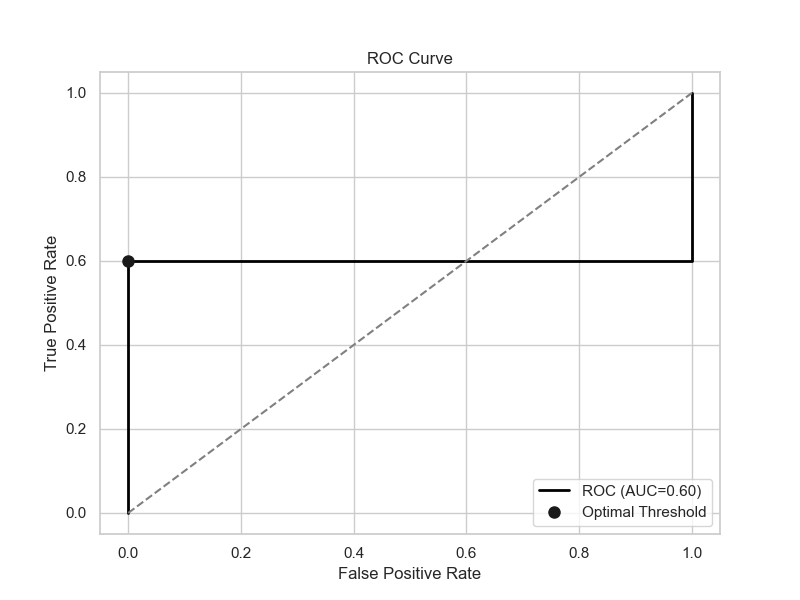 ROC Curve
True Positive Rate
1.0
0.8
0.6
0.4
0.2
0.0
ROC (AUC=0.60)
Optimal Threshold
0.0 0.2 0.4 0.6 0.8 1.0
False Positive Rate